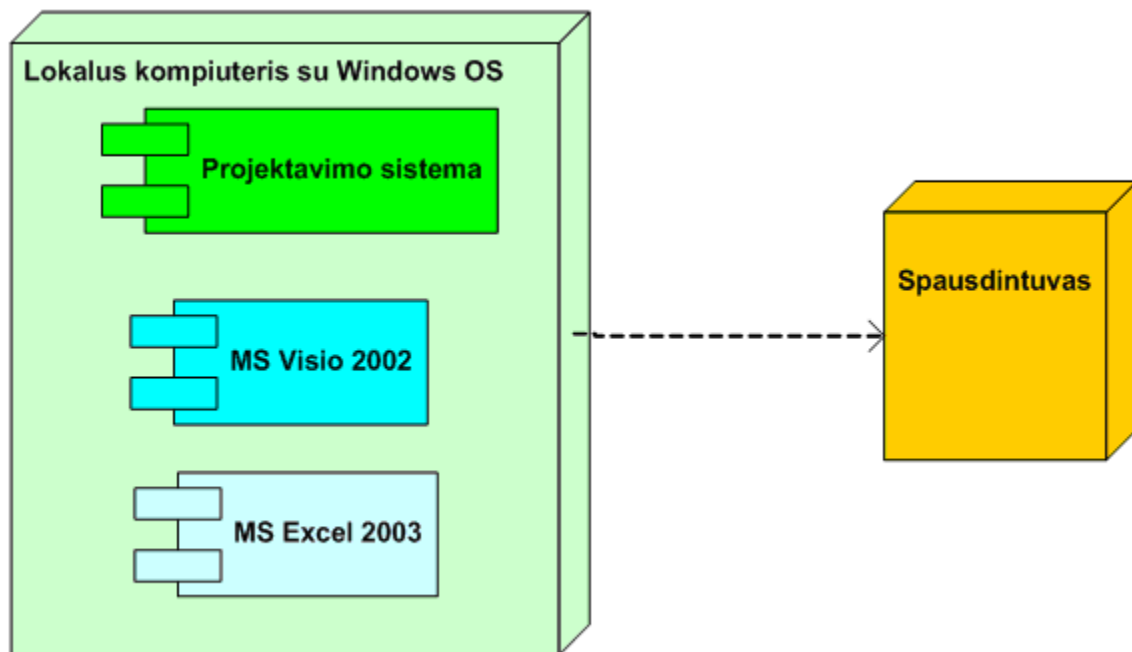 Lokalus kompiuteris su Windows OS
Projektavimo sistema
MS Visio 2002
MS Excel 2003
Spausdintuvas